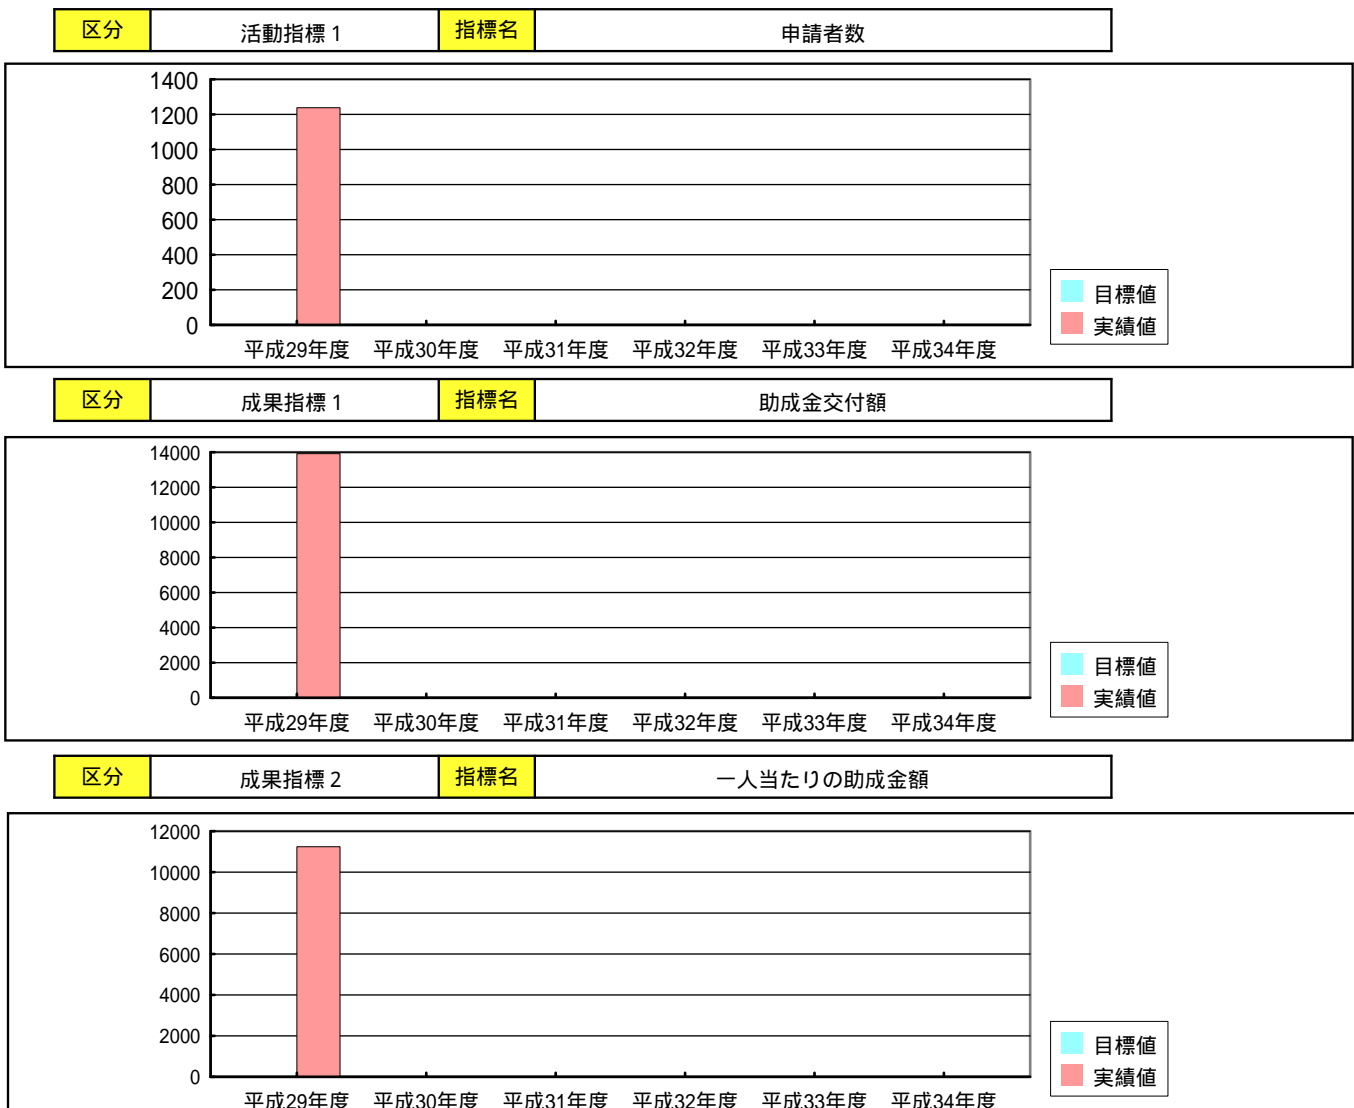 区分 活動指標１ 指標名 申請者数
1400
1200
1000
800
600
400
200
0
平成29年度 平成30年度 平成31年度 平成32年度 平成33年度 平成34年度
目標値
実績値
区分 成果指標１ 指標名 助成金交付額
14000
12000
10000
8000
6000
4000
2000
0
平成29年度 平成30年度 平成31年度 平成32年度 平成33年度 平成34年度
目標値
実績値
区分 成果指標２ 指標名 一人当たりの助成金額
12000
10000
8000
6000
4000
2000
0
平成29年度 平成30年度 平成31年度 平成32年度 平成33年度 平成34年度
目標値
実績値